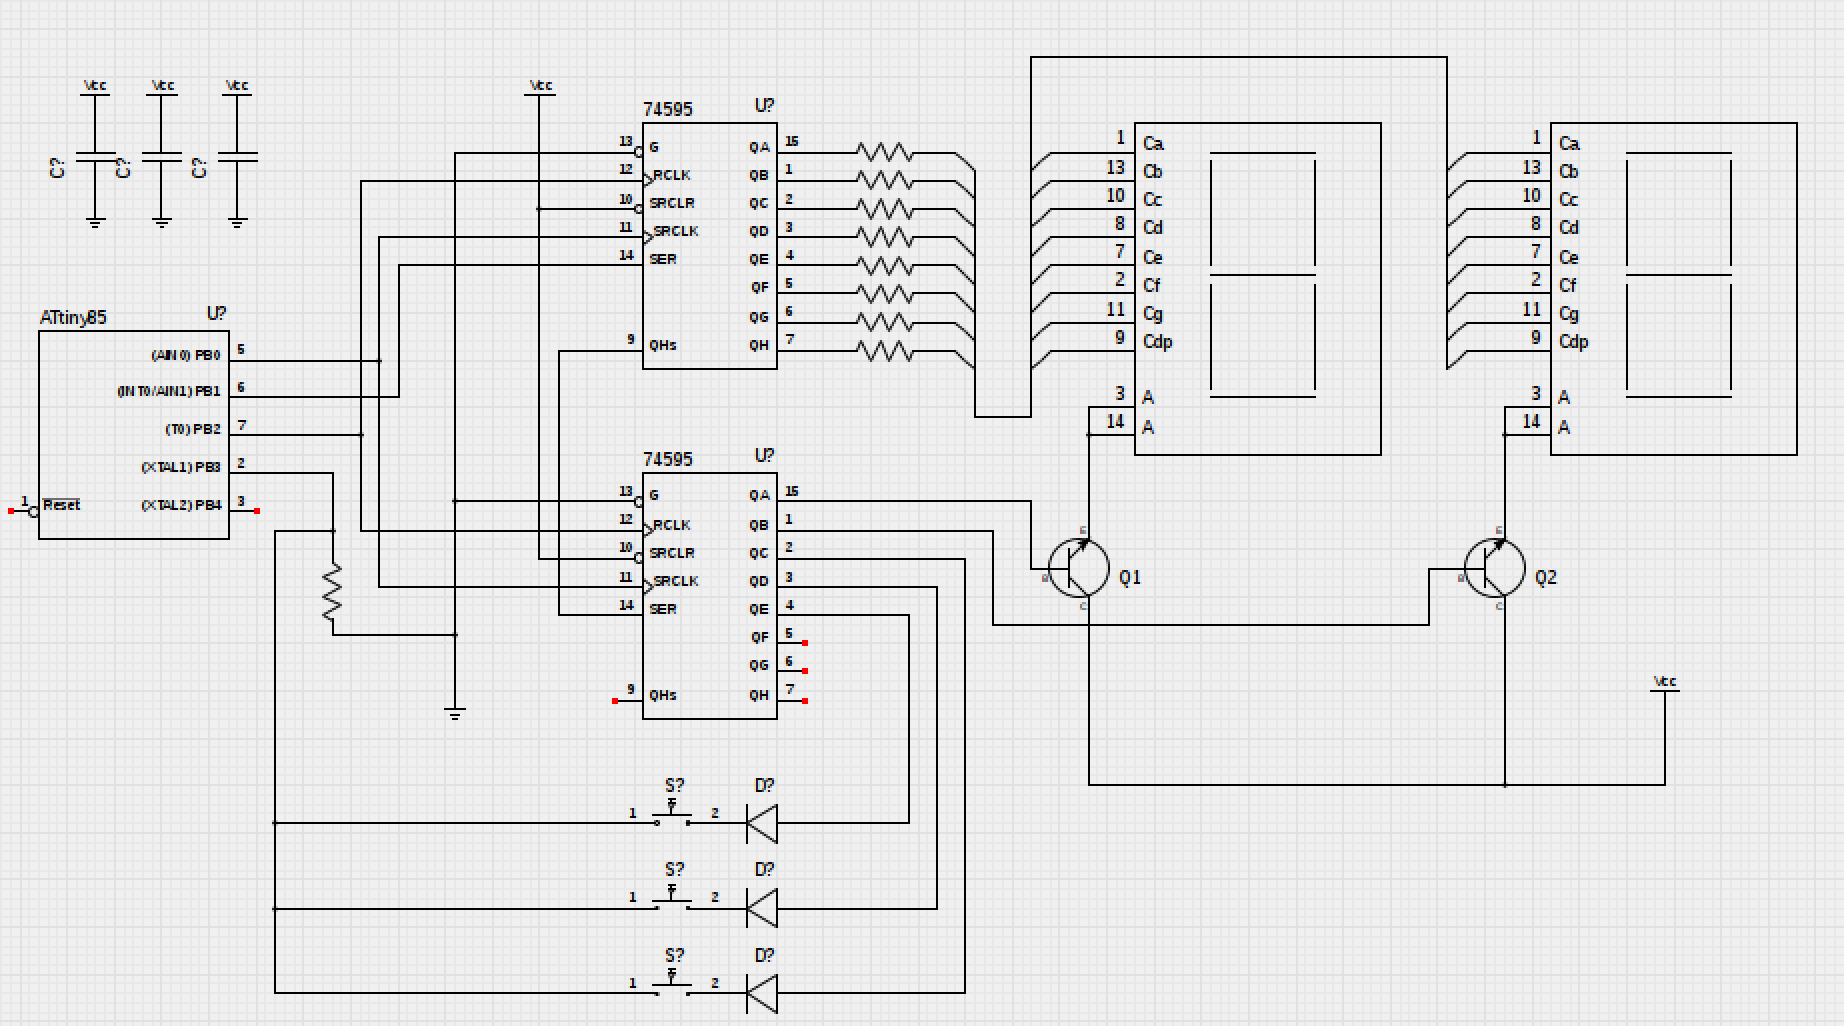 Vcc Vcc Vcc
C? C? C?
Vcc
74595 U?
13 G QA 15
12 RCLK QB 1
10 SRCLR QC 2
11 SRCLK QD 3
14 SER QE 4
QF 5
QG 6
9 QHs QH 7
1 Ca
13 Cb
10 Cc
8 Cd
7 Ce
2 Cf
11 Cg
9 Cdp
3 A
14 A
1 Ca
13 Cb
10 Cc
8 Cd
7 Ce
2 Cf
11 Cg
9 Cdp
3 A
14 A
ATtiny85 U?
(AIN0) PB0 5
(INT0/AIN1) PB1 6
(T0) PB2 7
(XTAL1) PB3 2
1 Reset (XTAL2) PB4 3
74595 U?
13 G QA 15
12 RCLK QB 1
10 SRCLR QC 2
11 SRCLK QD 3
14 SER QE 4
QF 5
QG 6
9 QHs QH 7
E
B Q1
C
E
B Q2
C
Vcc
S? D?
1 2
S? D?
1 2
S? D?
1 2